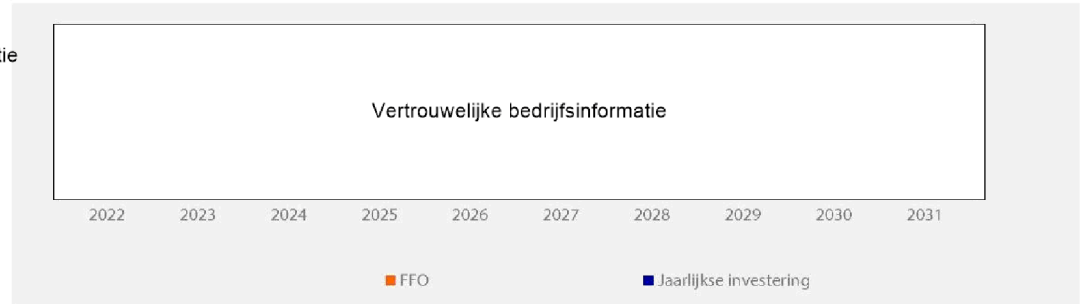 tie
Vertrouwelijke bedrijfsinformatie
2022 2023 2024 2025 2026 2027 2028 2029 2030 2031
FFO Jaarlijkse investering